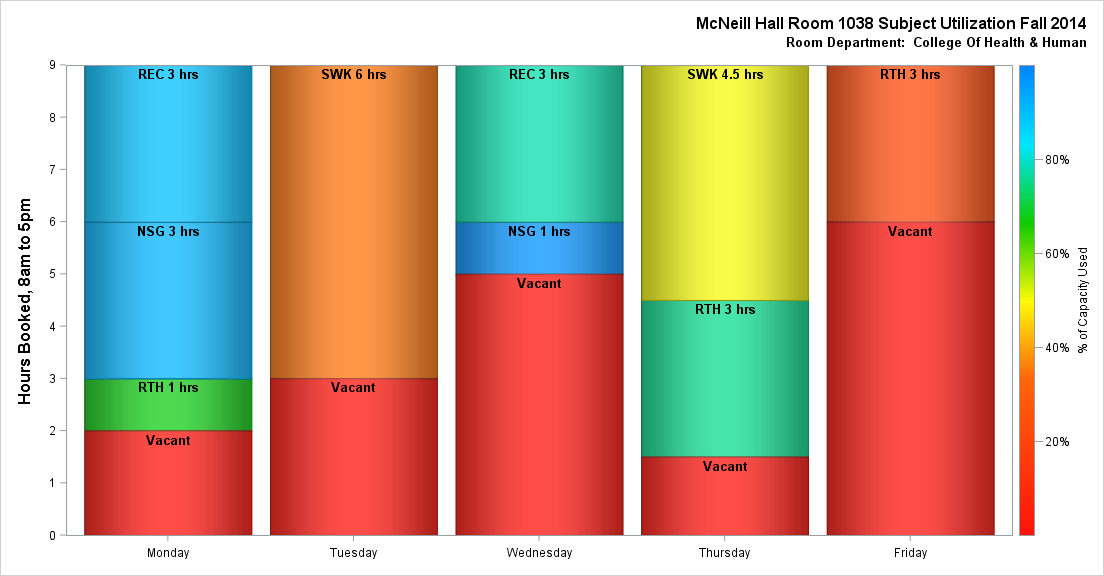 McNeill Hall Room 1038 Subject Utilization Fall 2014
Room Department:  College Of Health & Human
Hours Booked, 8am to 5pm
9
8
7
6
5
4
3
2
1
0
REC 3 hrs
NSG 3 hrs
RTH 1 hrs
Vacant
SWK 6 hrs
Vacant
REC 3 hrs
NSG 1 hrs
Vacant
SWK 4.5 hrs
RTH 3 hrs
Vacant
RTH 3 hrs
Vacant
Monday
Tuesday
Wednesday
Thursday
Friday
80%
60%
40%
20%
% of Capacity Used